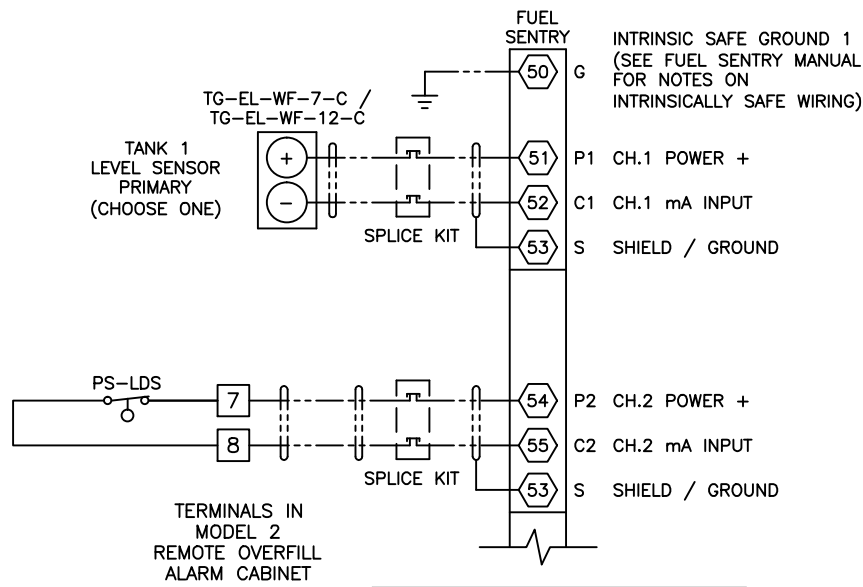 FUEL
SENTRY
50 G
INTRINSIC SAFE GROUND 1
(SEE FUEL SENTRY MANUAL
FOR NOTES ON
INTRINSICALLY SAFE WIRING)
TG-EL-WF-7-C /
TG-EL-WF-12-C
TANK 1
LEVEL SENSOR
PRIMARY
(CHOOSE ONE)
+
-
SPLICE KIT
51 P1 CH.1 POWER +
52 C1 CH.1 mA INPUT
53 S SHIELD / GROUND
PS-LDS
7
8
SPLICE KIT
54 P2 CH.2 POWER +
55 C2 CH.2 mA INPUT
53 S SHIELD / GROUND
TERMINALS IN
MODEL 2
REMOTE OVERFILL
ALARM CABINET